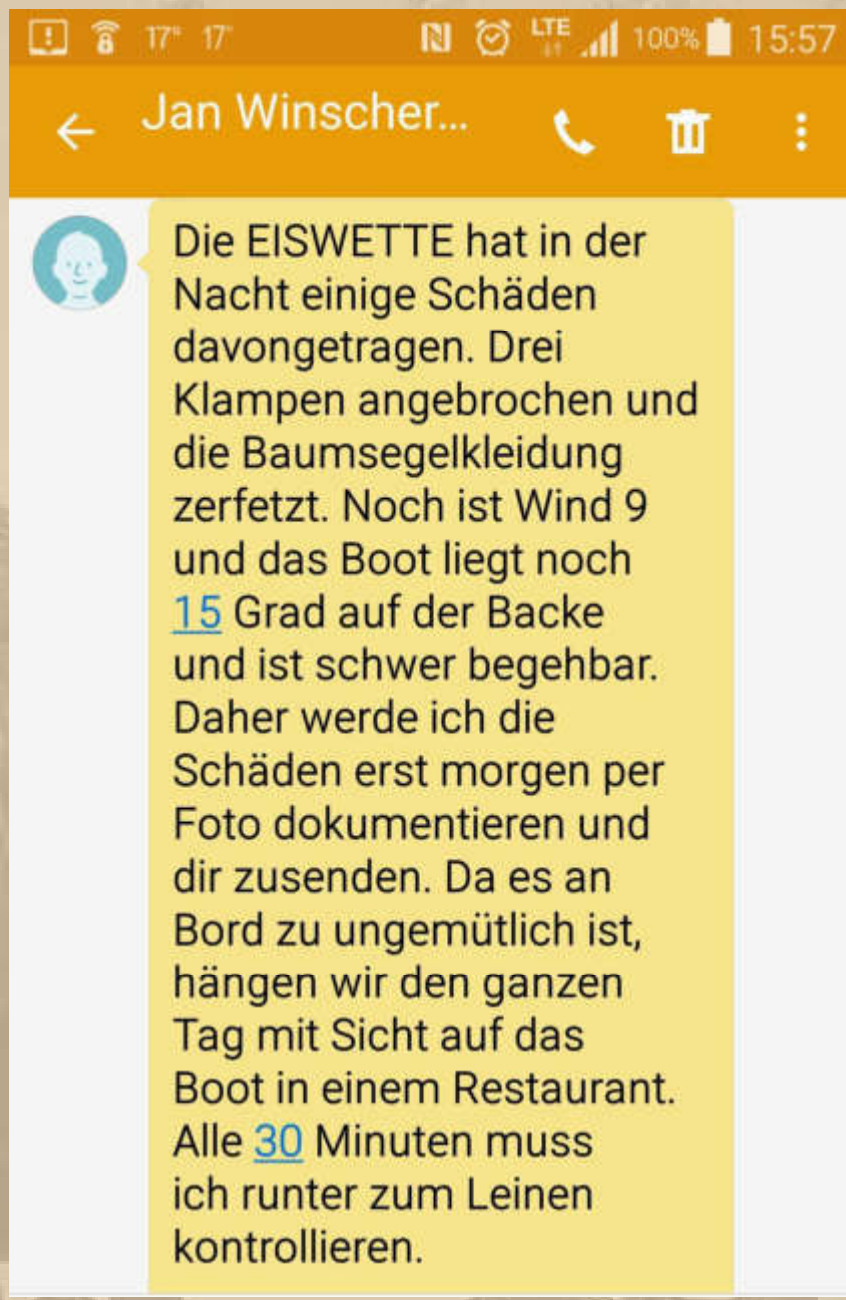 17° 17° LTE 100% 15:57
Jan Winscher...
Die EISWETTE hat in der
Nacht einige Schäden
davongetragen. Drei
Klampen angebrochen und
die Baumsegelkleidung
zerfetzt. Noch ist Wind 9
und das Boot liegt noch
15 Grad auf der Backe
und ist schwer begehbar.
Daher werde ich die
Schäden erst morgen per
Foto dokumentieren und
dir zusenden. Da es an
Bord zu ungemütlich ist,
hängen wir den ganzen
Tag mit Sicht auf das
Boot in einem Restaurant.
Alle 30 Minuten muss
ich runter zum Leinen
kontrollieren.